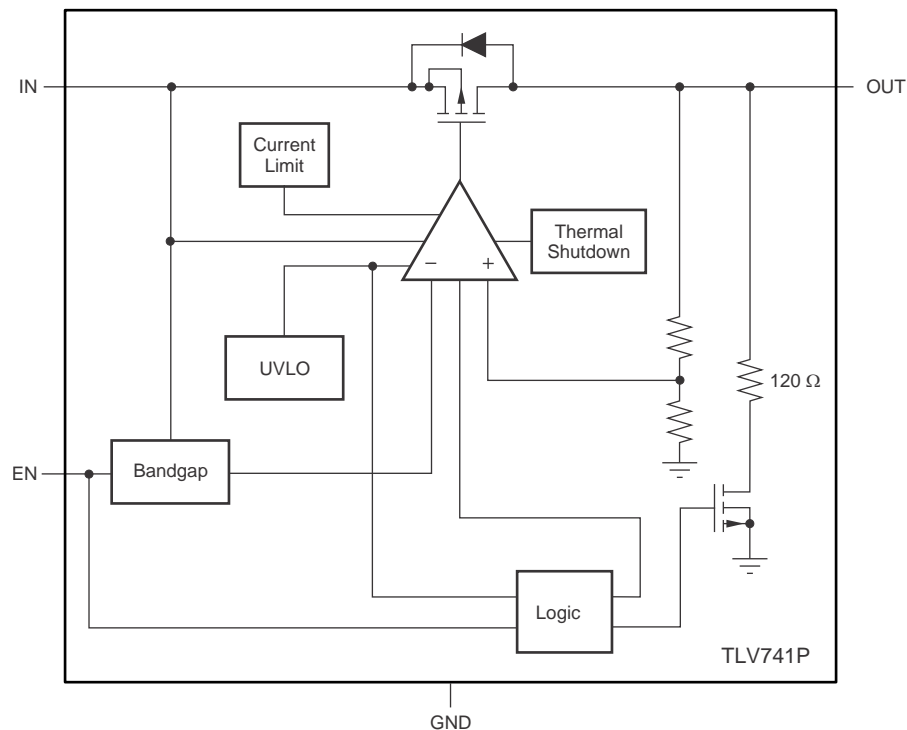 IN
OUT
Current
Limit
Thermal
Shutdown
−
+
UVLO
120 Ω
EN
Bandgap
Logic
TLV741P
GND